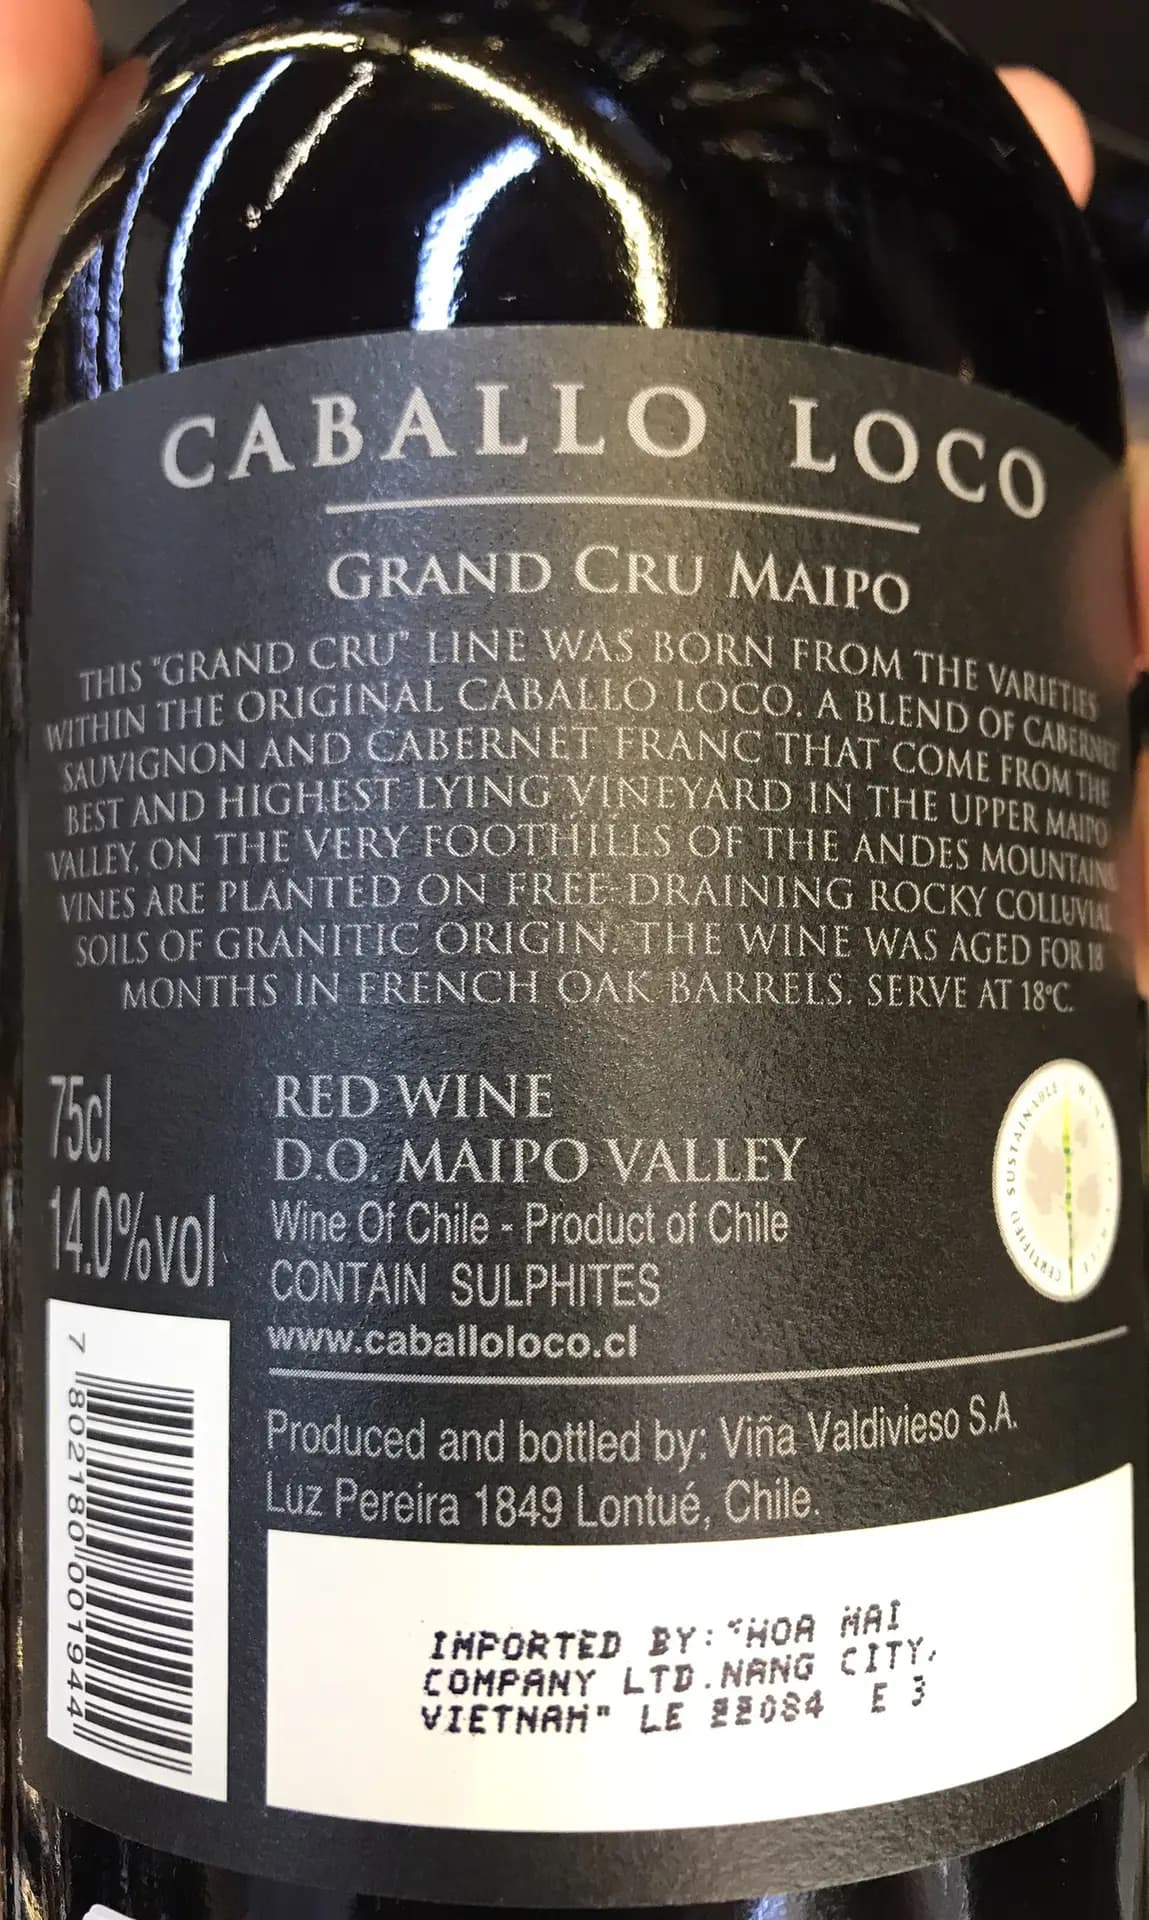 CABALLO LOCO
GRAND CRU MAIPO
THIS "GRAND CRU" LINE WAS BORN FROM THE VARIETIES
WITHIN THE ORIGINAL CABALLO LOCO. A BLEND OF CABERNET
SAUVIGNON AND CABERNET FRANC THAT COME FROM THE
BEST AND HIGHEST LYING VINEYARD IN THE UPPER MAIPO
VALLEY, ON THE VERY FOOTHILLS OF THE ANDES MOUNTAINS
VINES ARE PLANTED ON FREE-DRAINING ROCKY COLLUVIAL
SOILS OF GRANITIC ORIGIN. THE WINE WAS AGED FOR 18
MONTHS IN FRENCH OAK BARRELS. SERVE AT 18°C.
75cl
14.0%vol
RED WINE
D.O. MAIPO VALLEY
Wine Of Chile - Product of Chile
CONTAIN SULPHITES
www.caballoloco.cl
CERTIFIED SUSTAINABLE WINE
Produced and bottled by: Viña Valdivieso S.A.
Luz Pereira 1849 Lontué, Chile.
7 802180 001944
IMPORTED BY: "HOA MAI
COMPANY LTD.NANG CITY,
VIETNAM" LE 22084 E 3